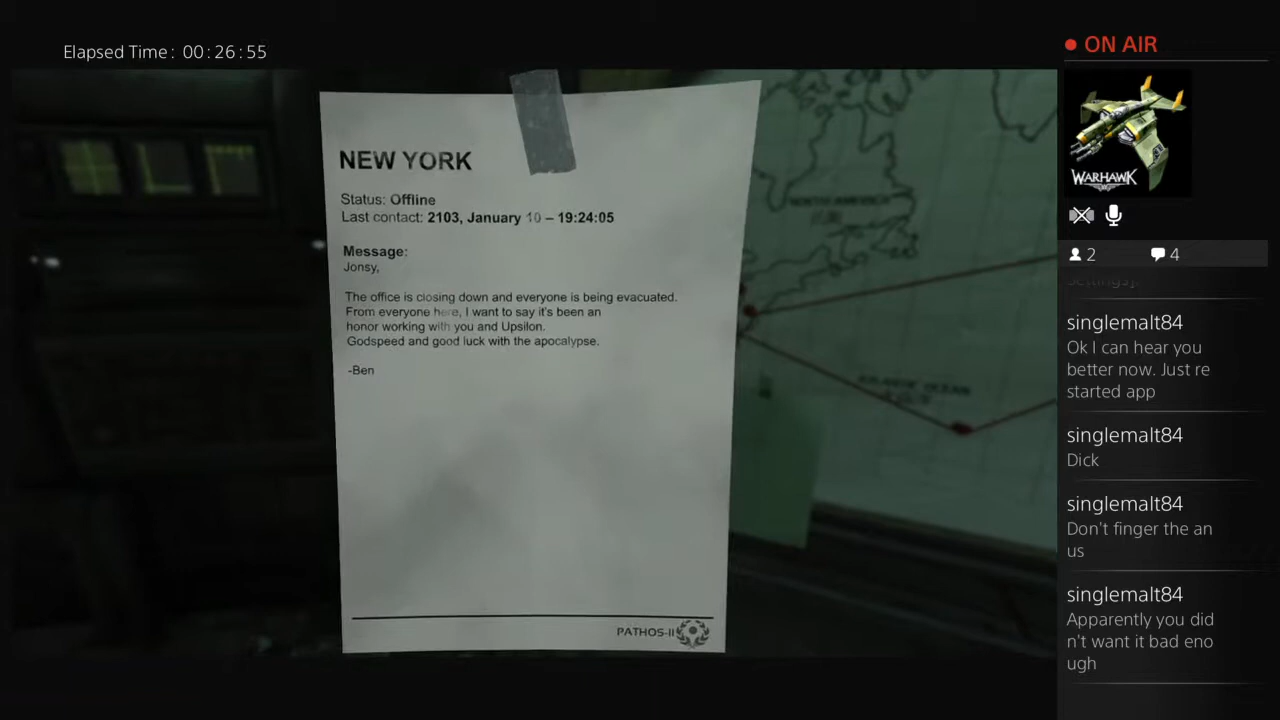 Elapsed Time: 00:26:55
NEW YORK
Status: Offline
Last contact: 2103, January 10 – 19:24:05
Message:
Jonsy,
The office is closing down and everyone is being evacuated.
From everyone here, I want to say it's been an
honor working with you and Upsilon.
Godspeed and good luck with the apocalypse.
-Ben
PATHOS-II
NORTH AMERICA
ON AIR
WARHAWK
2
4
Settings].
singlemalt84
Ok I can hear you
better now. Just re
started app
singlemalt84
Dick
singlemalt84
Don't finger the an
us
singlemalt84
Apparently you did
n't want it bad eno
ugh